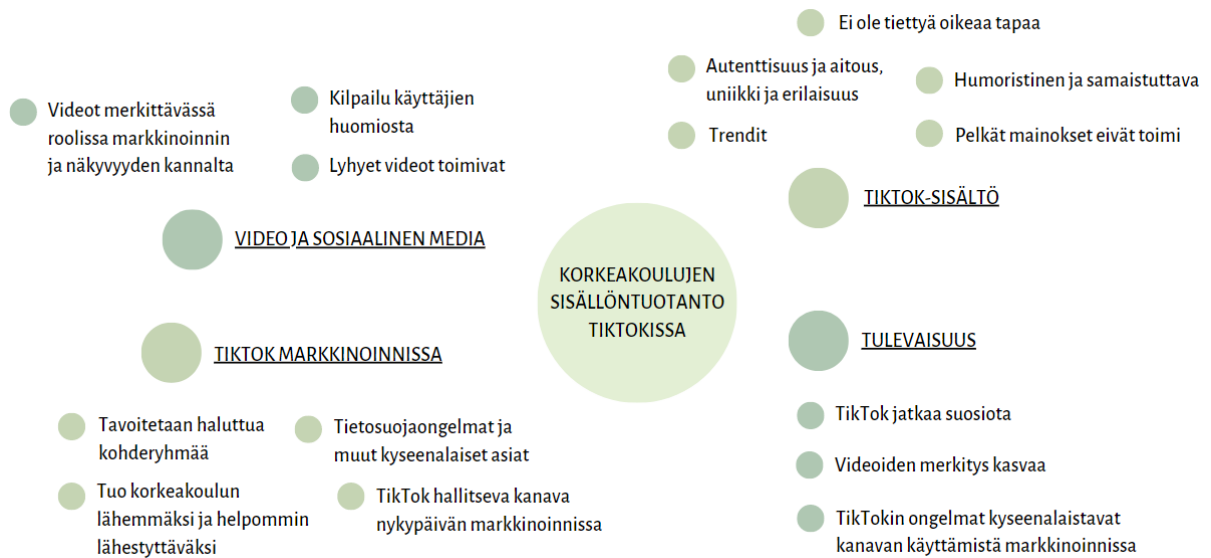 Videot merkittävässä
roolissa markkinoinnin
ja näkyvyyden kannalta
Kilpailu käyttäjien
huomiosta
Lyhyet videot toimivat
VIDEO JA SOSIAALINEN MEDIA
TIKTOK MARKKINOINNISSA
Tavoitetaan haluttua
kohderyhmää
Tietosuojaongelmat ja
muut kyseenalaiset asiat
Tuo korkeakoulun
lähemmäksi ja helpommin
lähestyttäväksi
TikTok hallitseva kanava
nykypäivän markkinoinnissa
KORKEAKOULUJEN
SISÄLLÖNTUOTANTO
TIKTOKISSA
Ei ole tiettyä oikeaa tapaa
Autenttisuus ja aitous,
uniikki ja erilaisuus
Humoristinen ja samaistuttava
Trendit
Pelkät mainokset eivät toimi
TIKTOK-SISÄLTÖ
TULEVAISUUS
TikTok jatkaa suosiota
Videoiden merkitys kasvaa
TikTokin ongelmat kyseenalaistavat
kanavan käyttämistä markkinoinnissa